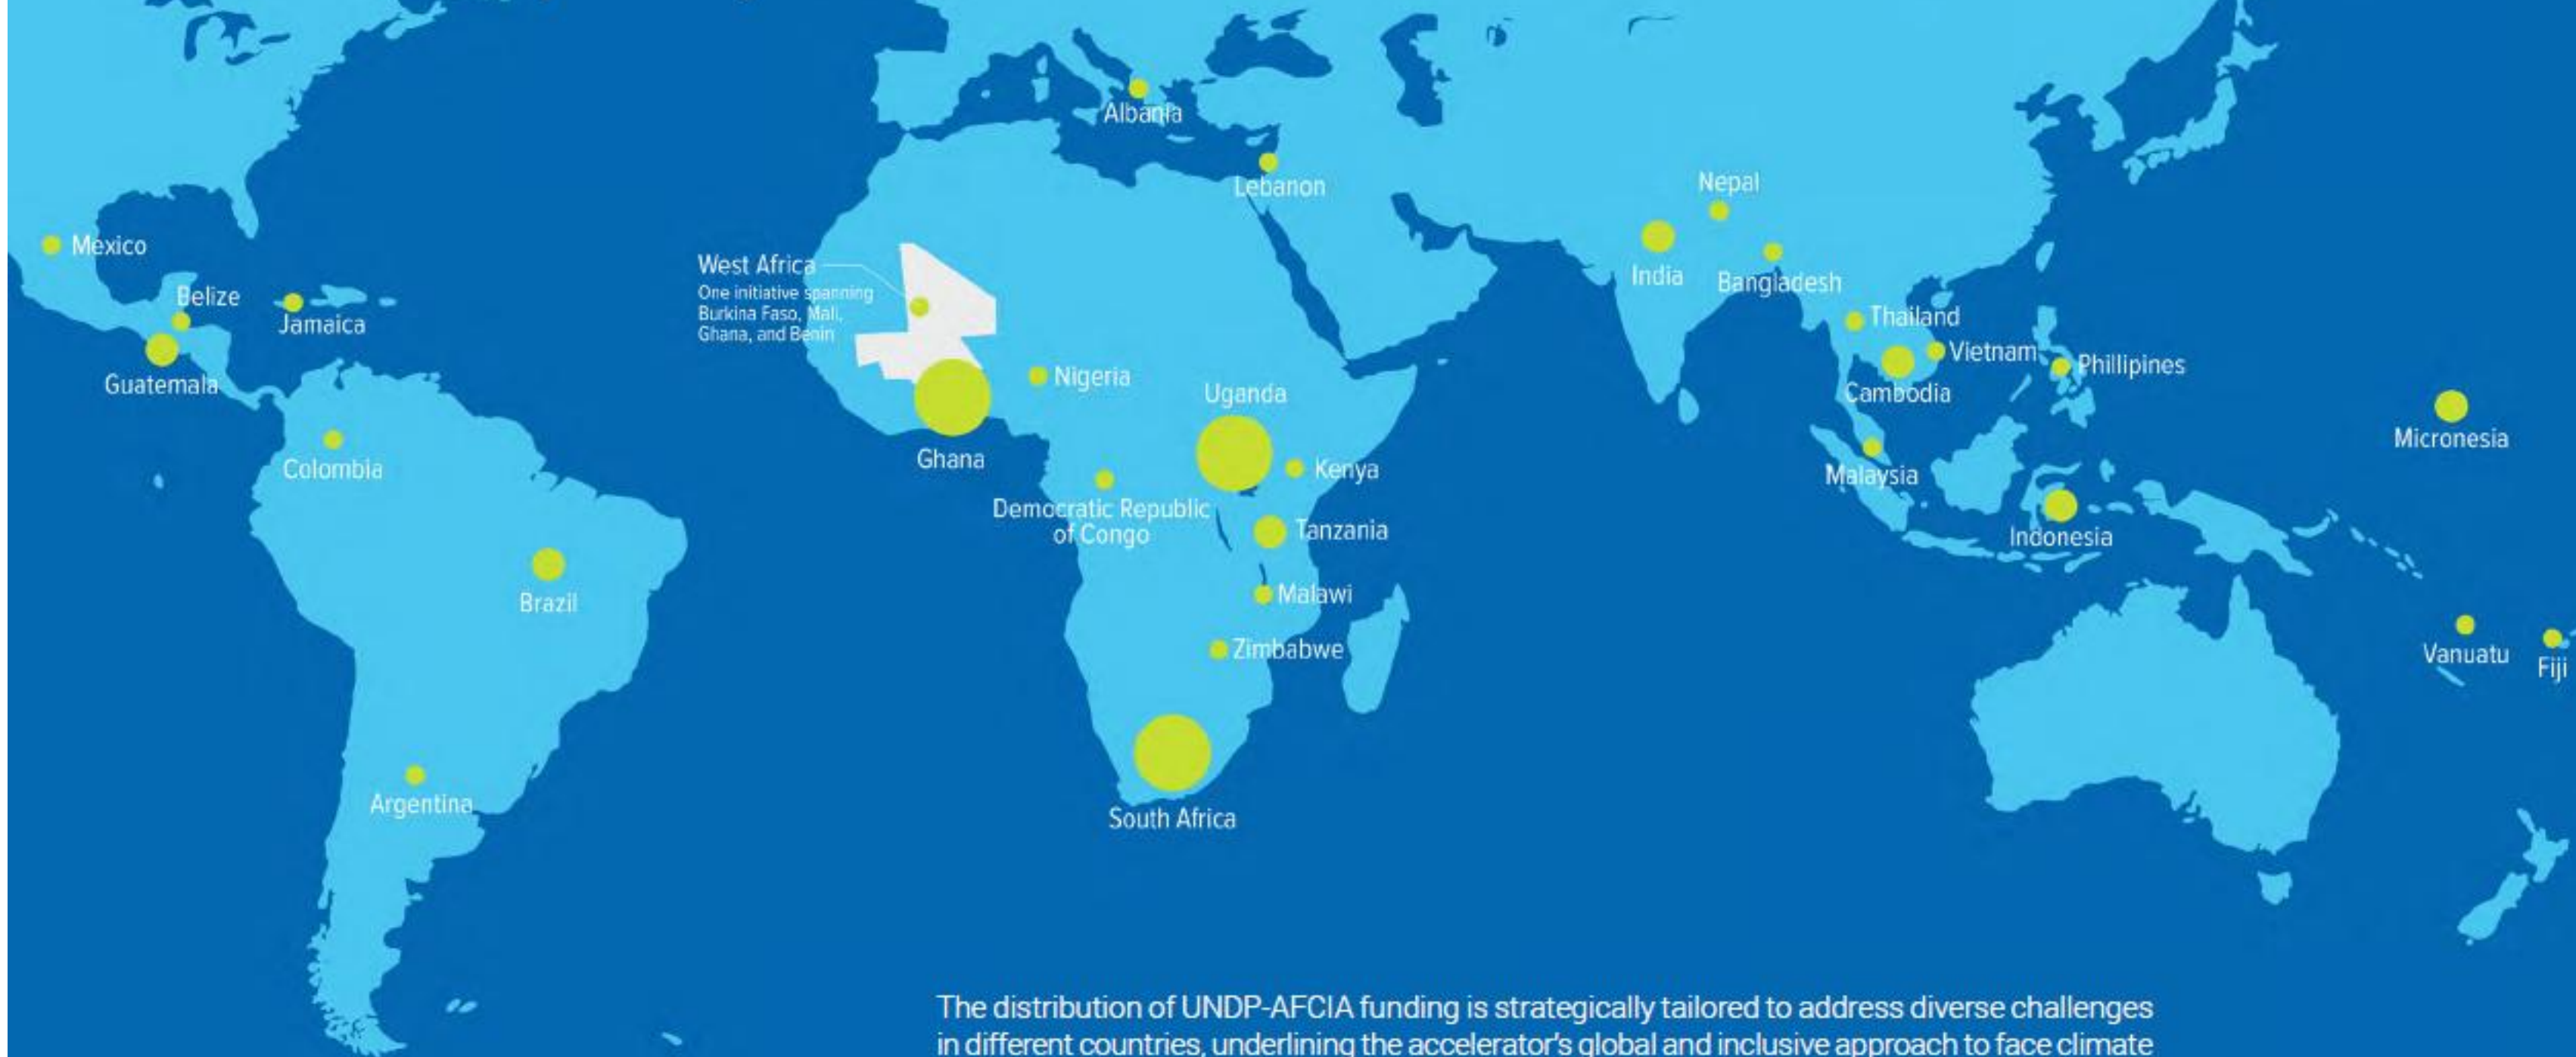 Albania
Lebanon
Nepal
Mexico
India
Bangladesh
West Africa
One initiative spanning
Burkina Faso, Mali,
Ghana, and Benin
Belize
Jamaica
Guatemala
Thailand
Vietnam
Phillipines
Cambodia
Nigeria
Uganda
Ghana
Kenya
Colombia
Malaysia
Micronesia
Democratic Republic
of Congo
Tanzania
Indonesia
Brazil
Malawi
Zimbabwe
Vanuatu
Fiji
Argentina
South Africa
The distribution of UNDP-AFCIA funding is strategically tailored to address diverse challenges
in different countries, underlining the accelerator's global and inclusive approach to face climate